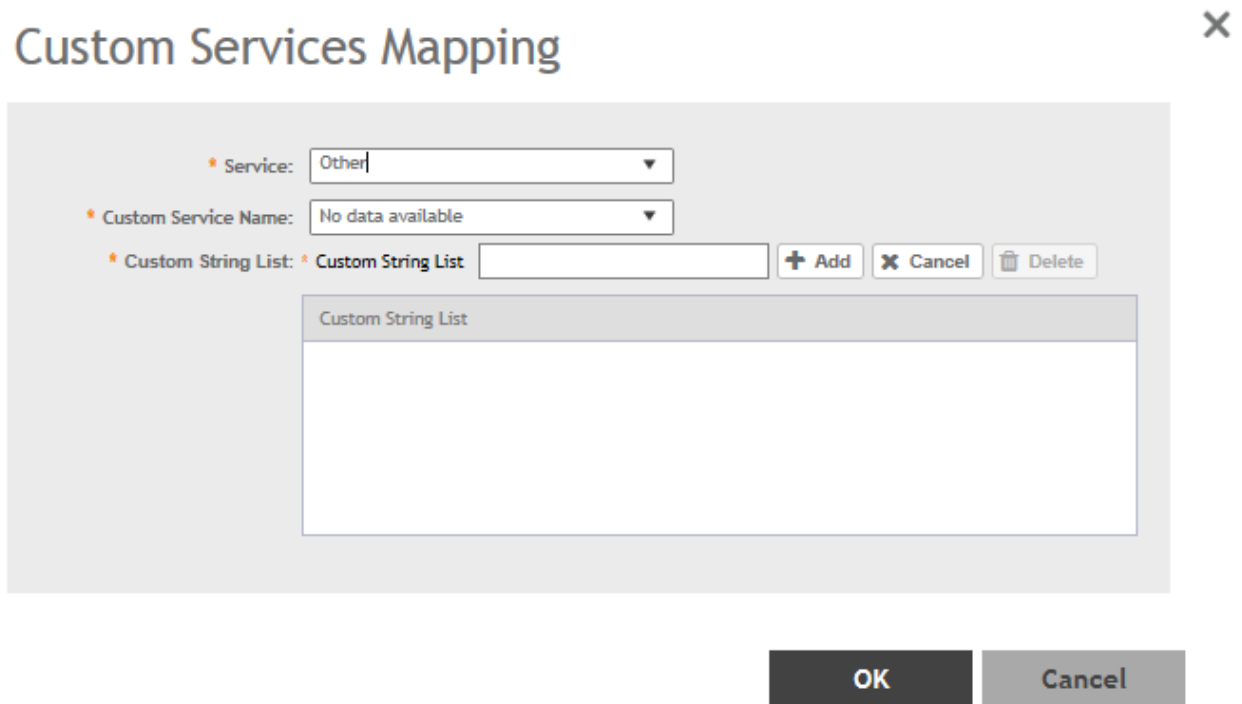 Custom Services Mapping
* Service: Other
* Custom Service Name: No data available
* Custom String List: * Custom String List Add Cancel Delete
Custom String List
OK Cancel